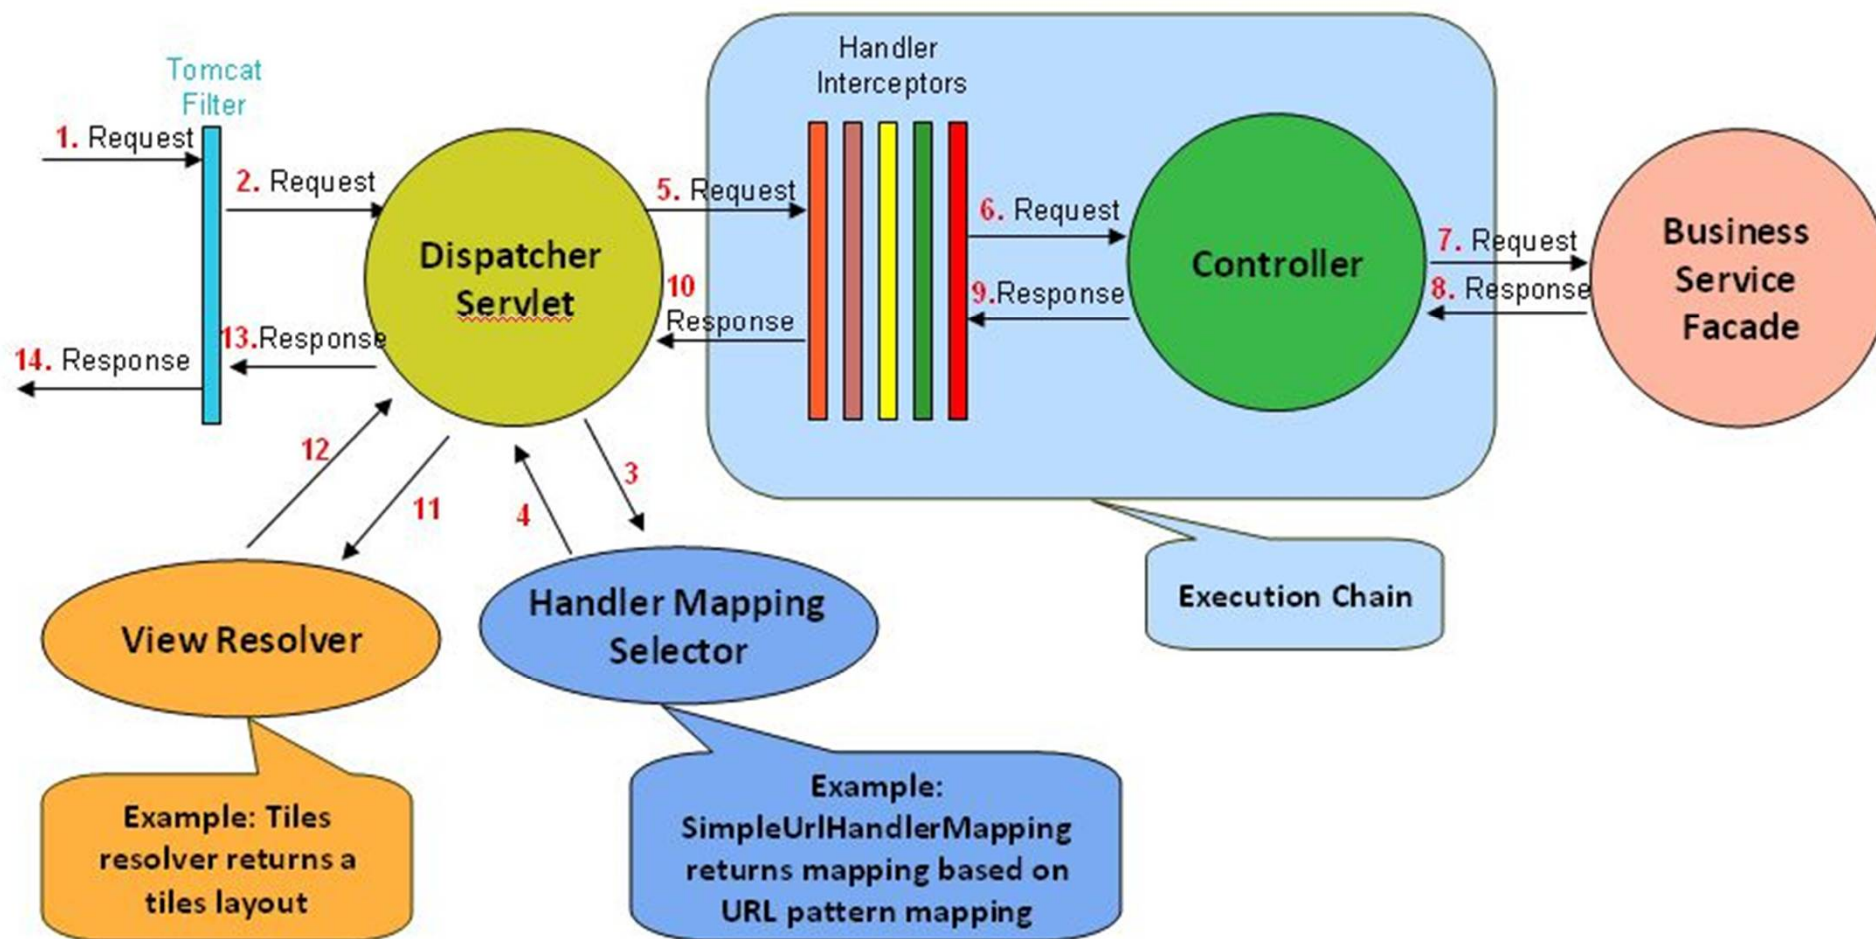 Tomcat
Filter
1. Request
2. Request
Dispatcher
Servlet
13.Response
14. Response
Handler
Interceptors
5. Request
6. Request
10
Response
9.Response
Controller
7. Request
8. Response
Business
Service
Facade
12
11
4
3
View Resolver
Handler Mapping
Selector
Execution Chain
Example: Tiles
resolver returns a
tiles layout
Example:
SimpleUrlHandlerMapping
returns mapping based on
URL pattern mapping